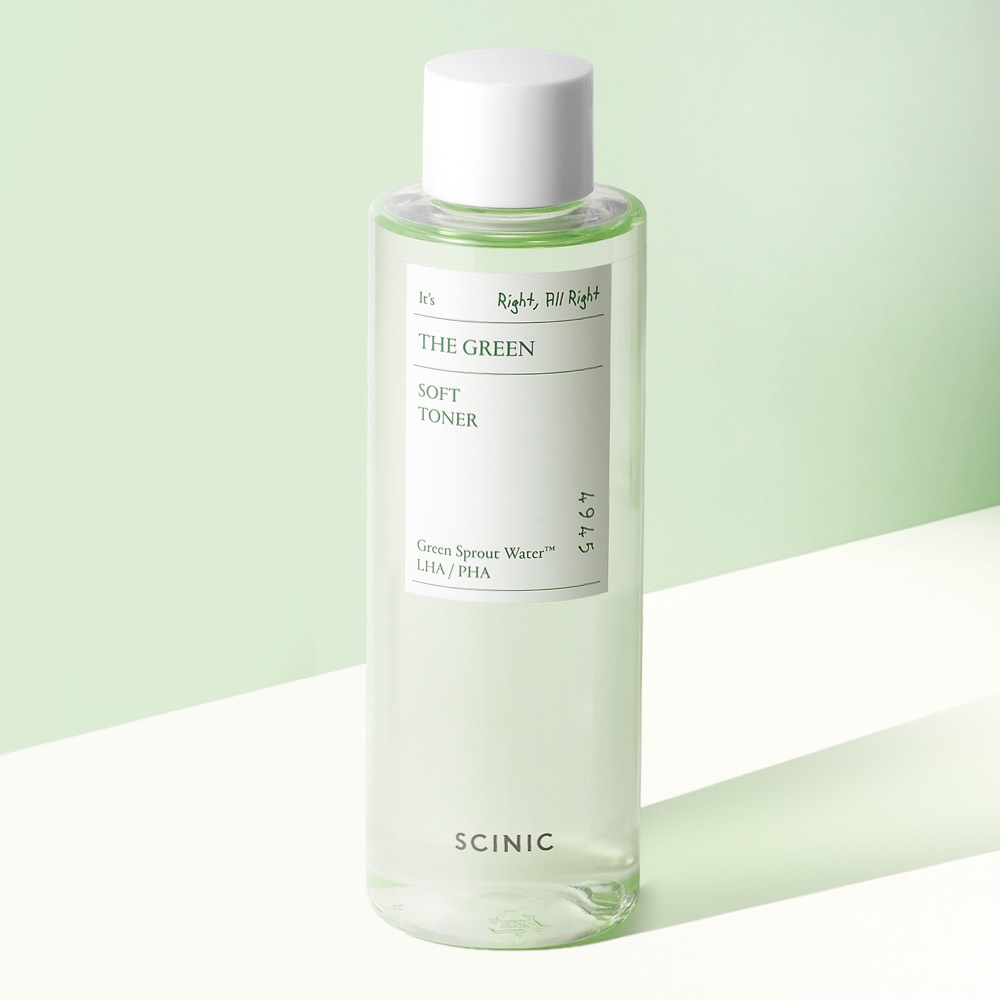 It's Right, All Right
THE GREEN
SOFT
TONER
4945
Green Sprout Water™
LHA / PHA
SCINIC